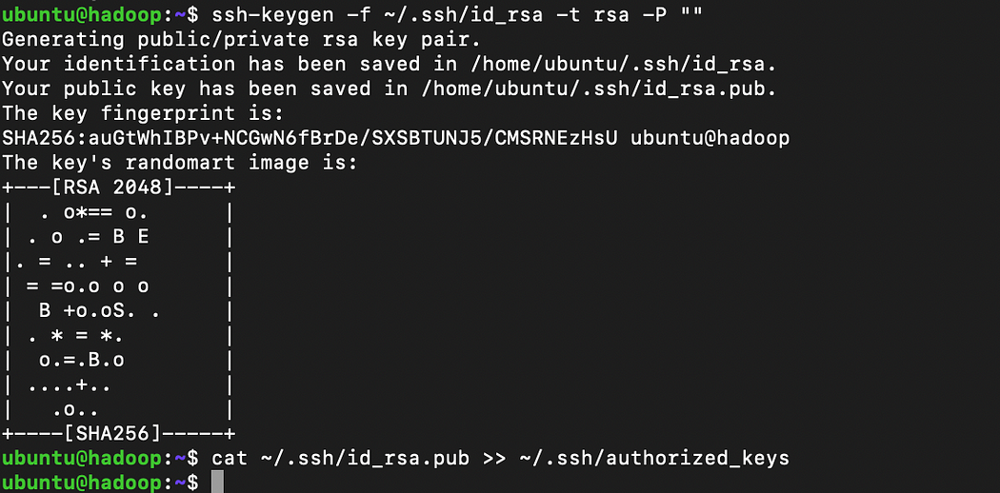 ubuntu@hadoop:~$ ssh-keygen -f ~/.ssh/id_rsa -t rsa -P ""
Generating public/private rsa key pair.
Your identification has been saved in /home/ubuntu/.ssh/id_rsa.
Your public key has been saved in /home/ubuntu/.ssh/id_rsa.pub.
The key fingerprint is:
SHA256:auGtWhIBPv+NCGwN6fBrDe/SXSBTUNJ5/CMSRNEzHsU ubuntu@hadoop
The key's randomart image is:
+---[RSA 2048]----+
|  . o*== o.      |
| . o .= B E      |
|. = .. + =       |
| = =o.o o o      |
|  B +o.oS. .     |
| . * = *.        |
|  o.=.B.o        |
| ....+..         |
|   .o..          |
+----[SHA256]-----+
ubuntu@hadoop:~$ cat ~/.ssh/id_rsa.pub >> ~/.ssh/authorized_keys
ubuntu@hadoop:~$